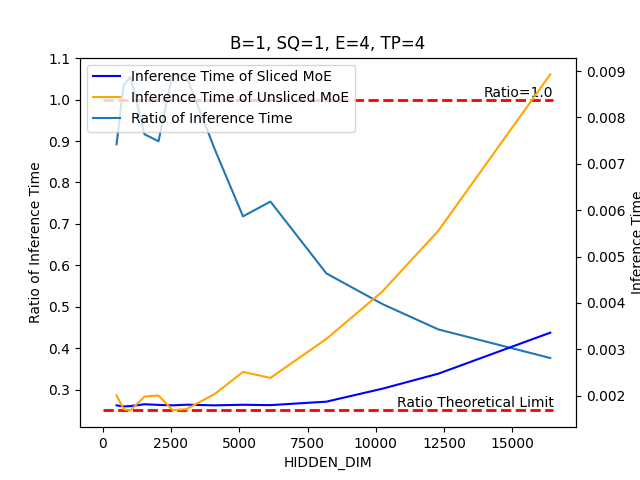 B=1, SQ=1, E=4, TP=4
Inference Time of Sliced MoE
Inference Time of Unsliced MoE
Ratio of Inference Time
Ratio=1.0
Ratio Theoretical Limit
Ratio of Inference Time
1.1
1.0
0.9
0.8
0.7
0.6
0.5
0.4
0.3
0.009
0.008
0.007
0.006
0.005
0.004
0.003
0.002
Inference Time
0 2500 5000 7500 10000 12500 15000
HIDDEN_DIM